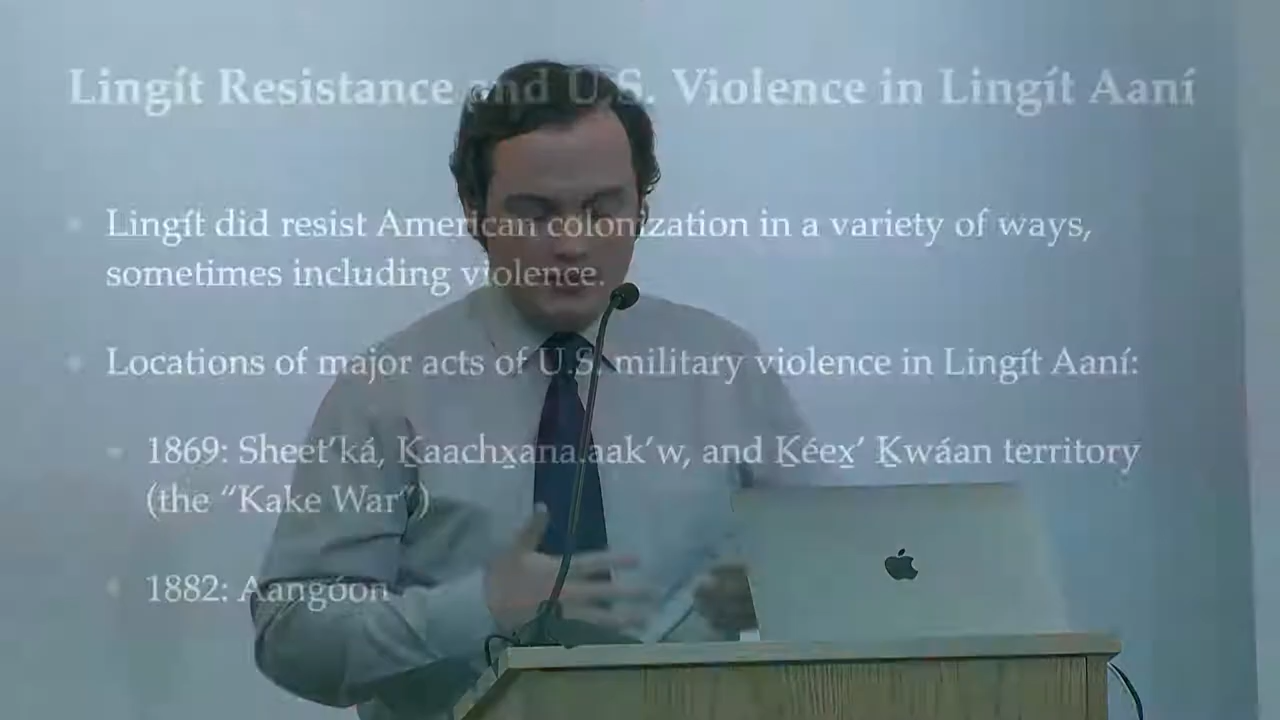 Lingít Resistance and U.S. Violence in Lingít Aaní
Lingít did resist American colonization in a variety of ways,
sometimes including violence.
Locations of major acts of U.S. military violence in Lingít Aaní:
1869: Sheet’ká, Ḵaachx̱ana.aak’w, and Ḵéex̱’ Ḵwáan territory
(the “Kake War”)
1882: Aangóon